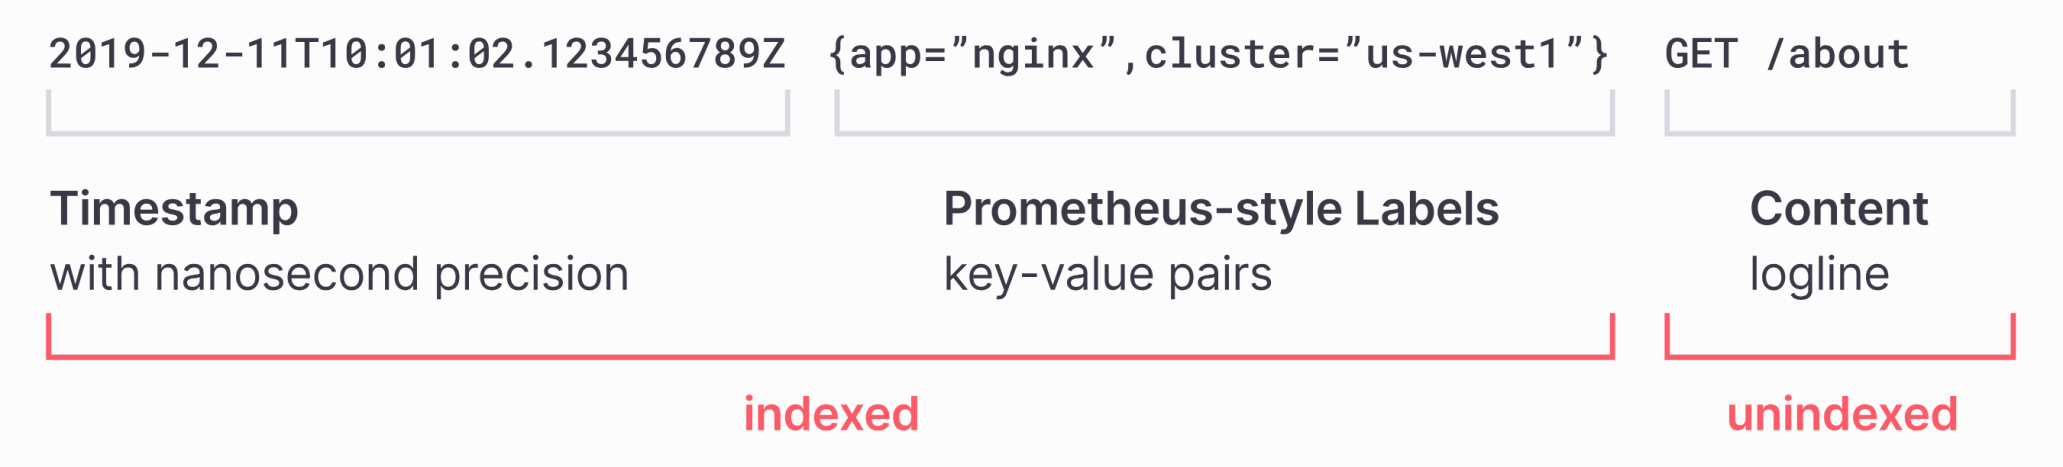 2019-12-11T10:01:02.123456789Z {app=”nginx”,cluster=”us-west1”} GET /about
Timestamp Prometheus-style Labels Content
with nanosecond precision key-value pairs logline
indexed unindexed